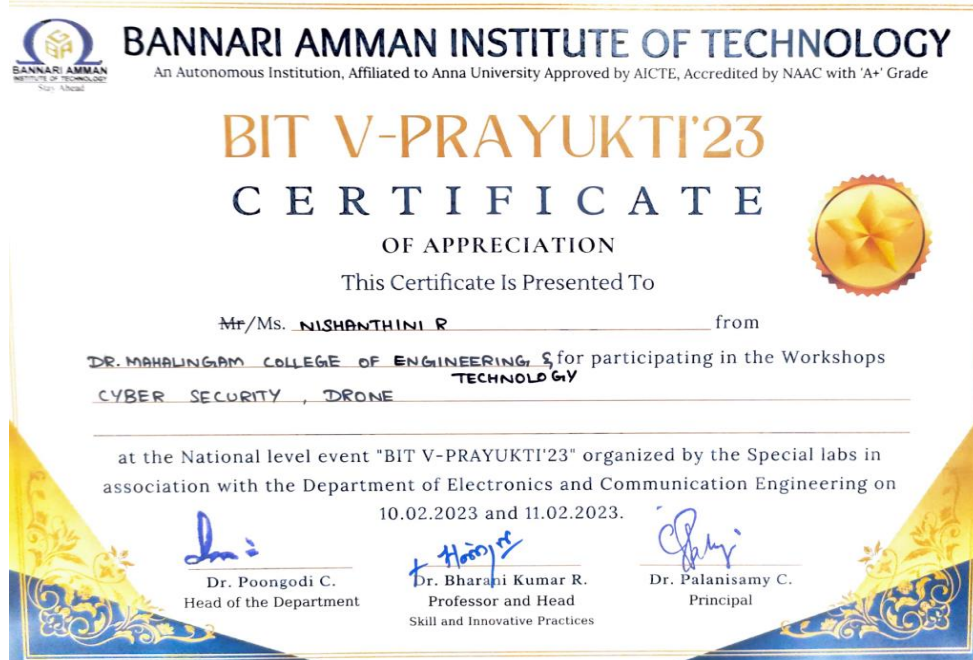 BANNARI AMMAN INSTITUTE OF TECHNOLOGY
An Autonomous Institution, Affiliated to Anna University Approved by AICTE, Accredited by NAAC with 'A+' Grade
BANNARI AMMAN
INSTITUTE OF TECHNOLOGY
Stay Ahead
BIT V-PRAYUKTI'23
CERTIFICATE
OF APPRECIATION
This Certificate Is Presented To
Mr/Ms. NISHANTHINI R from
DR. MAHALINGAM COLLEGE OF ENGINEERING & for participating in the Workshops
TECHNOLOGY
CYBER SECURITY , DRONE
at the National level event "BIT V-PRAYUKTI'23" organized by the Special labs in
association with the Department of Electronics and Communication Engineering on
10.02.2023 and 11.02.2023.
Dr. Poongodi C. Dr. Bharani Kumar R. Dr. Palanisamy C.
Head of the Department Professor and Head Principal
Skill and Innovative Practices